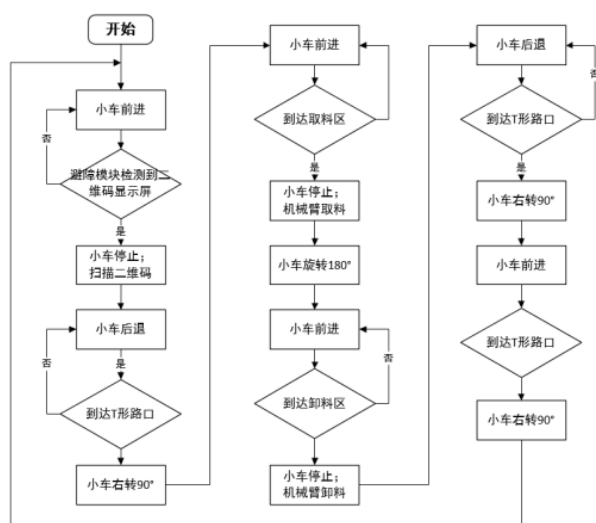 开始
小车前进
否
避障模块检测到二
维码显示屏
是
小车停止；
扫描二维码
小车后退
否
是
到达T形路口
小车右转90°
小车前进
到达取料区
是
小车停止；
机械臂取料
小车旋转180°
小车前进
否
到达卸料区
小车停止；
机械臂卸料
小车后退
否
到达T形路口
是
小车右转90°
小车前进
到达T形路口
小车右转90°